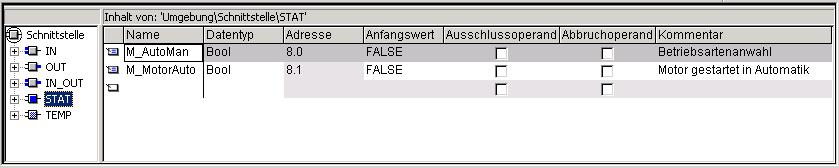 Inhalt von: 'Umgebung\Schnittstelle\STAT'
Schnittstelle
IN
OUT
IN_OUT
STAT
TEMP
Name Datentyp Adresse Anfangswert Ausschlussoperand Abbruchoperand Kommentar
M_AutoMan Bool 8.0 FALSE Betriebsartenanwahl
M_MotorAuto Bool 8.1 FALSE Motor gestartet in Automatik